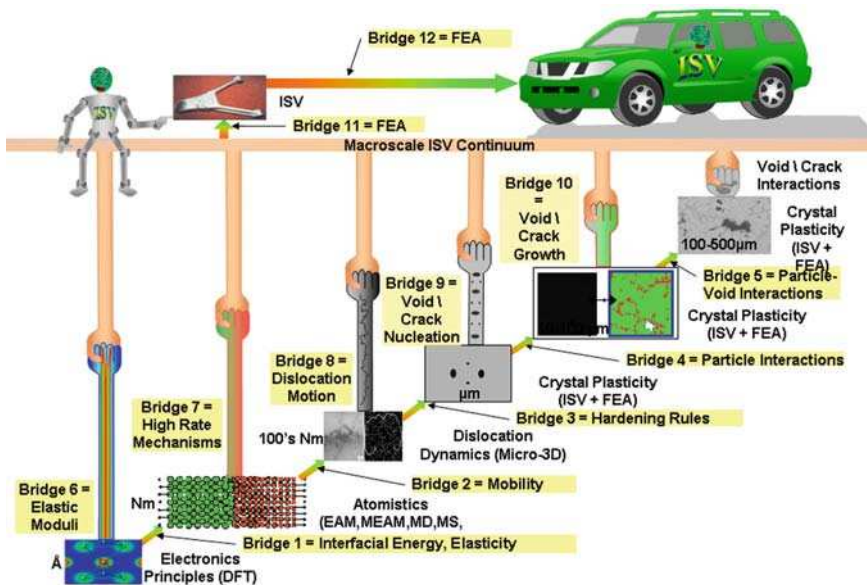 Bridge 12 = FEA
ISV
ISV
ISV
Bridge 11 = FEA
Macroscale ISV Continuum
Void \ Crack
Interactions
Bridge 10
=
Void \
Crack
Growth
Crystal
Plasticity
(ISV +
FEA)
100-500µm
Bridge 9
=
Void \
Crack
Nucleation
Bridge 5 = Particle-
Void Interactions
Crystal Plasticity
(ISV + FEA)
Bridge 8 =
Dislocation
Motion
Bridge 4 = Particle Interactions
µm
Crystal Plasticity
(ISV + FEA)
Bridge 7 =
High Rate
Mechanisms
100's Nm
Bridge 3 = Hardening Rules
Dislocation
Dynamics (Micro-3D)
Bridge 6 =
Elastic
Moduli
Nm
Bridge 2 = Mobility
Atomistics
(EAM,MEAM,MD,MS,
Bridge 1 = Interfacial Energy, Elasticity
Å
Electronics
Principles (DFT)